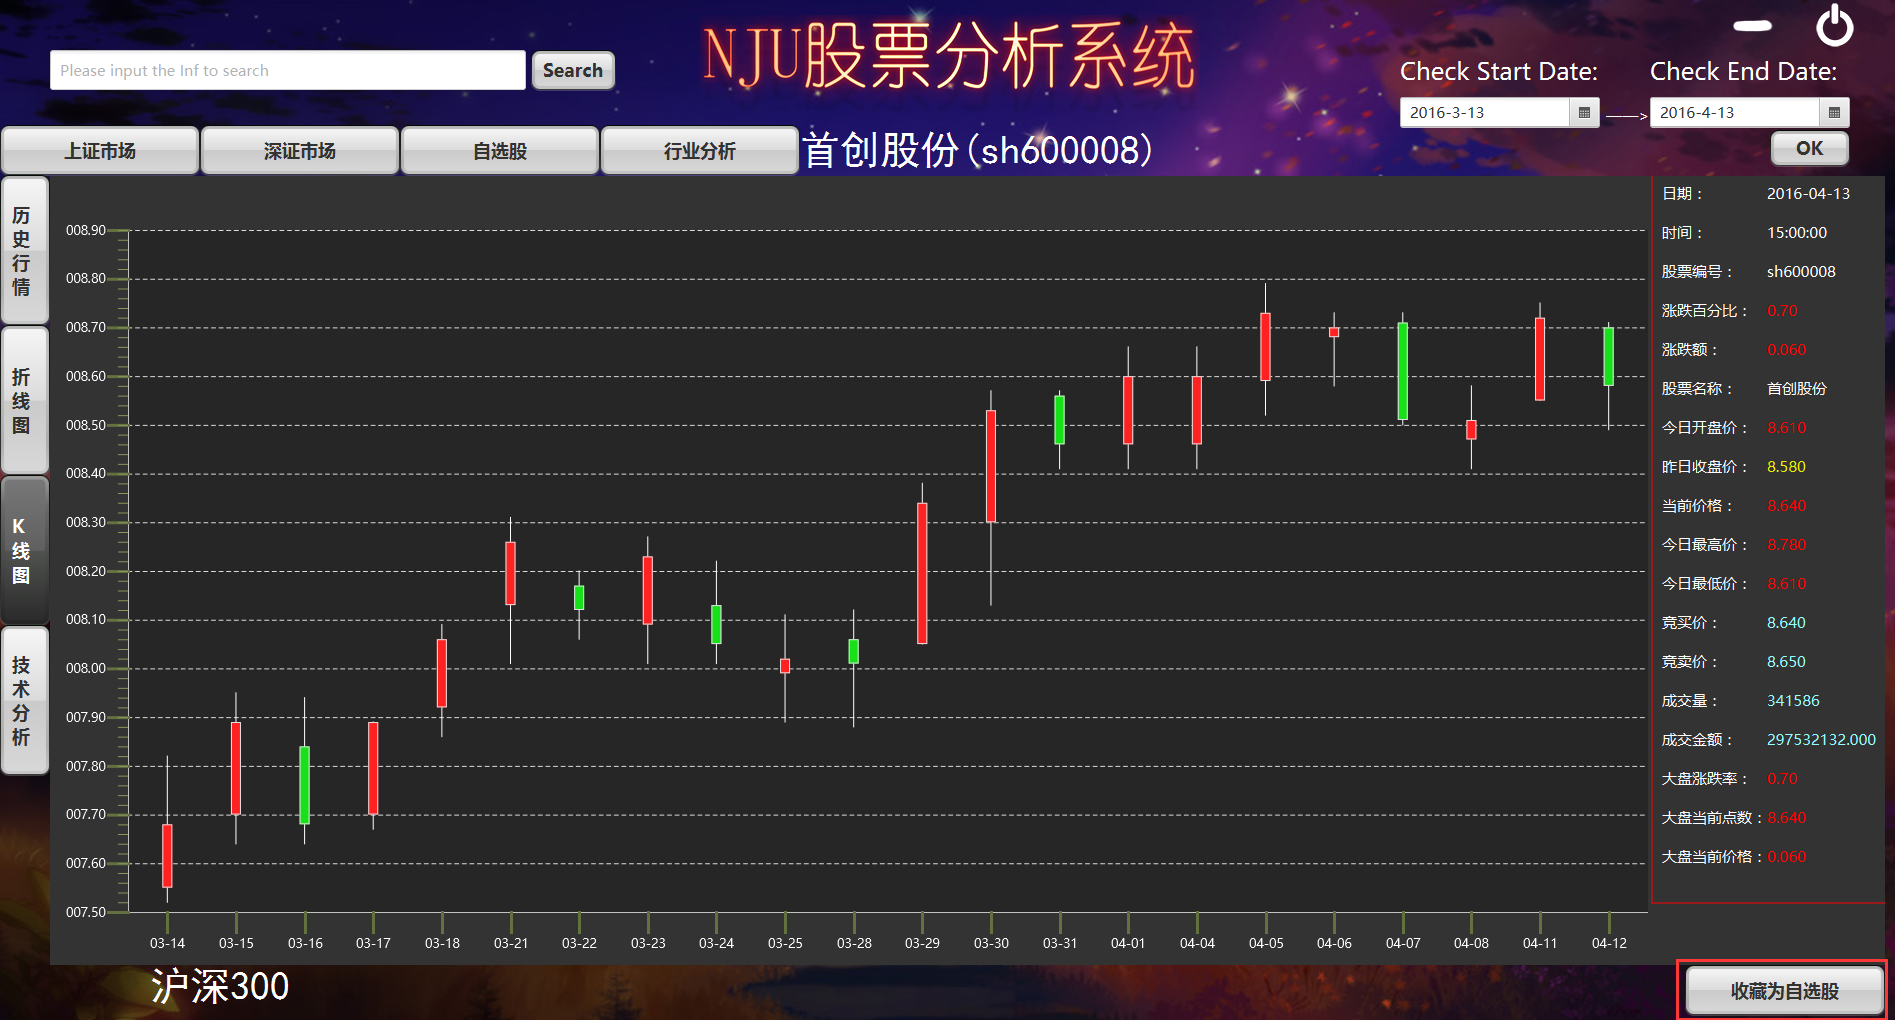 NJU股票分析系统
Please input the Inf to search
Search
Check Start Date:
Check End Date:
2016-3-13
——>
2016-4-13
OK
上证市场
深证市场
自选股
行业分析
首创股份(sh600008)
历史行情
折线图
K线图
技术分析
008.90
008.80
008.70
008.60
008.50
008.40
008.30
008.20
008.10
008.00
007.90
007.80
007.70
007.60
007.50
03-14 03-15 03-16 03-17 03-18 03-21 03-22 03-23 03-24 03-25 03-28 03-29 03-30 03-31 04-01 04-04 04-05 04-06 04-07 04-08 04-11 04-12
日期： 2016-04-13
时间： 15:00:00
股票编号： sh600008
涨跌百分比： 0.70
涨跌额： 0.060
股票名称： 首创股份
今日开盘价： 8.610
昨日收盘价： 8.580
当前价格： 8.640
今日最高价： 8.780
今日最低价： 8.610
竞买价： 8.640
竞卖价： 8.650
成交量： 341586
成交金额： 297532132.000
大盘涨跌率： 0.70
大盘当前点数： 8.640
大盘当前价格： 0.060
沪深300
收藏为自选股